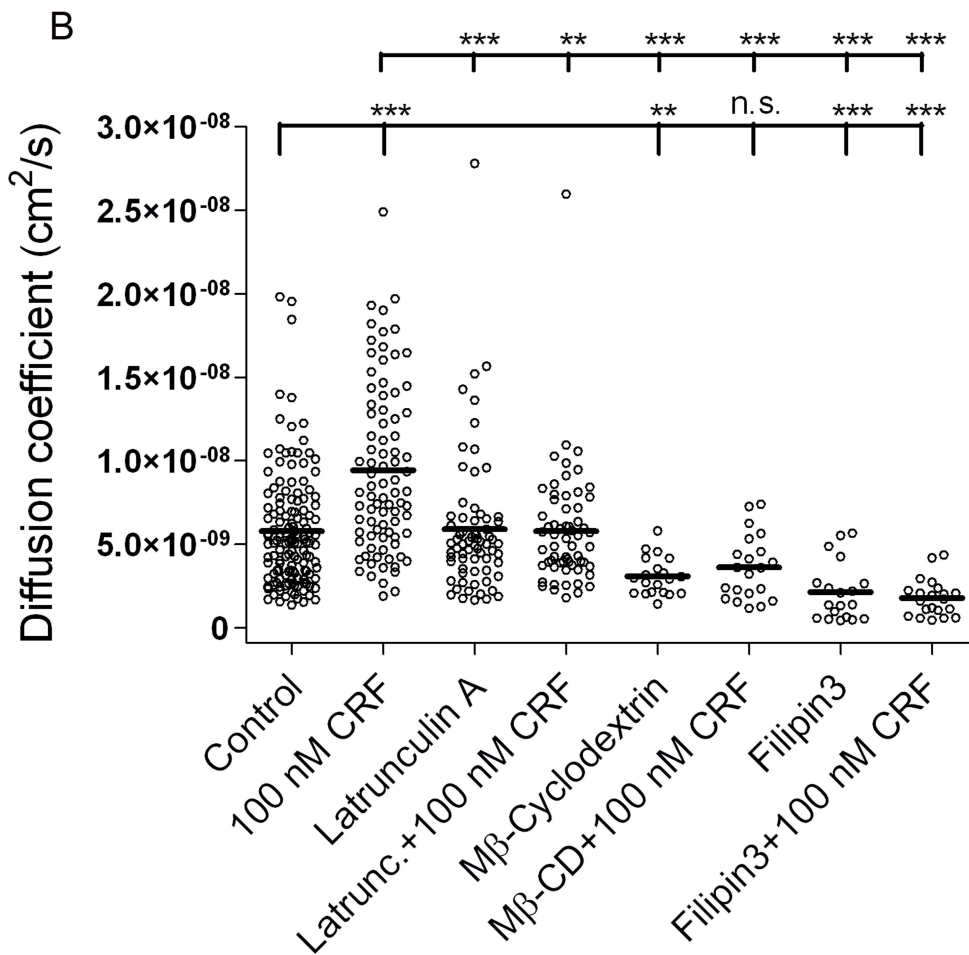 B
*** ** *** *** *** ***
*** ** n.s. *** ***
Diffusion coefficient (cm²/s)
3.0×10⁻⁰⁸
2.5×10⁻⁰⁸
2.0×10⁻⁰⁸
1.5×10⁻⁰⁸
1.0×10⁻⁰⁸
5.0×10⁻⁰⁹
0
Control
100 nM CRF
Latrunculin A
Latrunc.+100 nM CRF
Mβ-Cyclodextrin
Mβ-CD+100 nM CRF
Filipin3
Filipin3+100 nM CRF